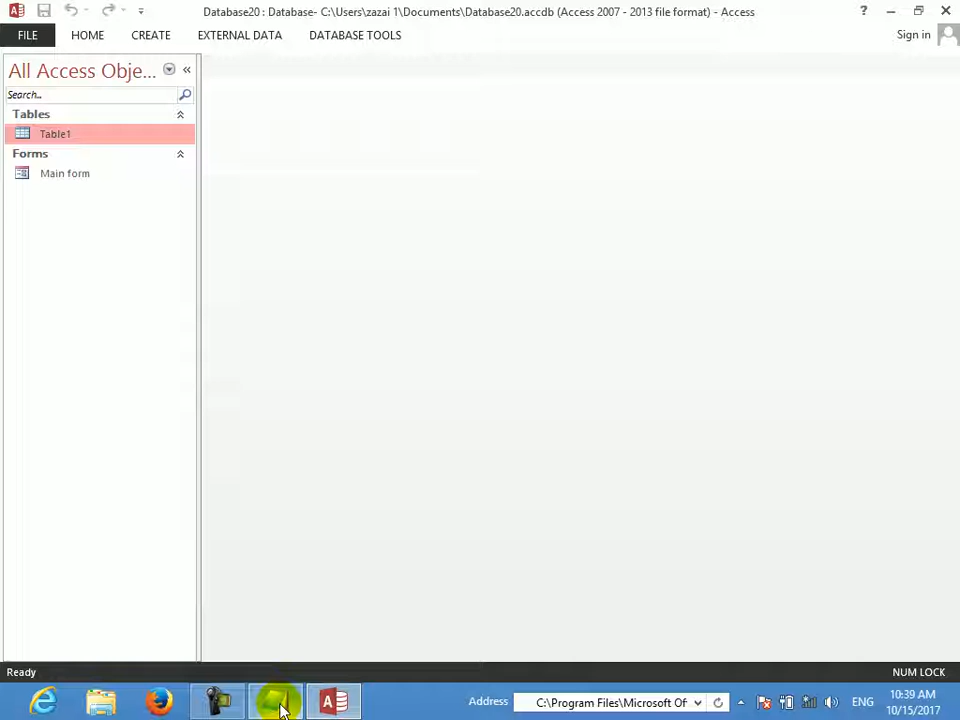 Database20 : Database- C:\Users\zazai 1\Documents\Database20.accdb (Access 2007 - 2013 file format) - Access
FILE HOME CREATE EXTERNAL DATA DATABASE TOOLS Sign in
All Access Obje...
Search...
Tables
Table1
Forms
Main form
Ready NUM LOCK
Address C:\Program Files\Microsoft Of ENG 10:39 AM
10/15/2017